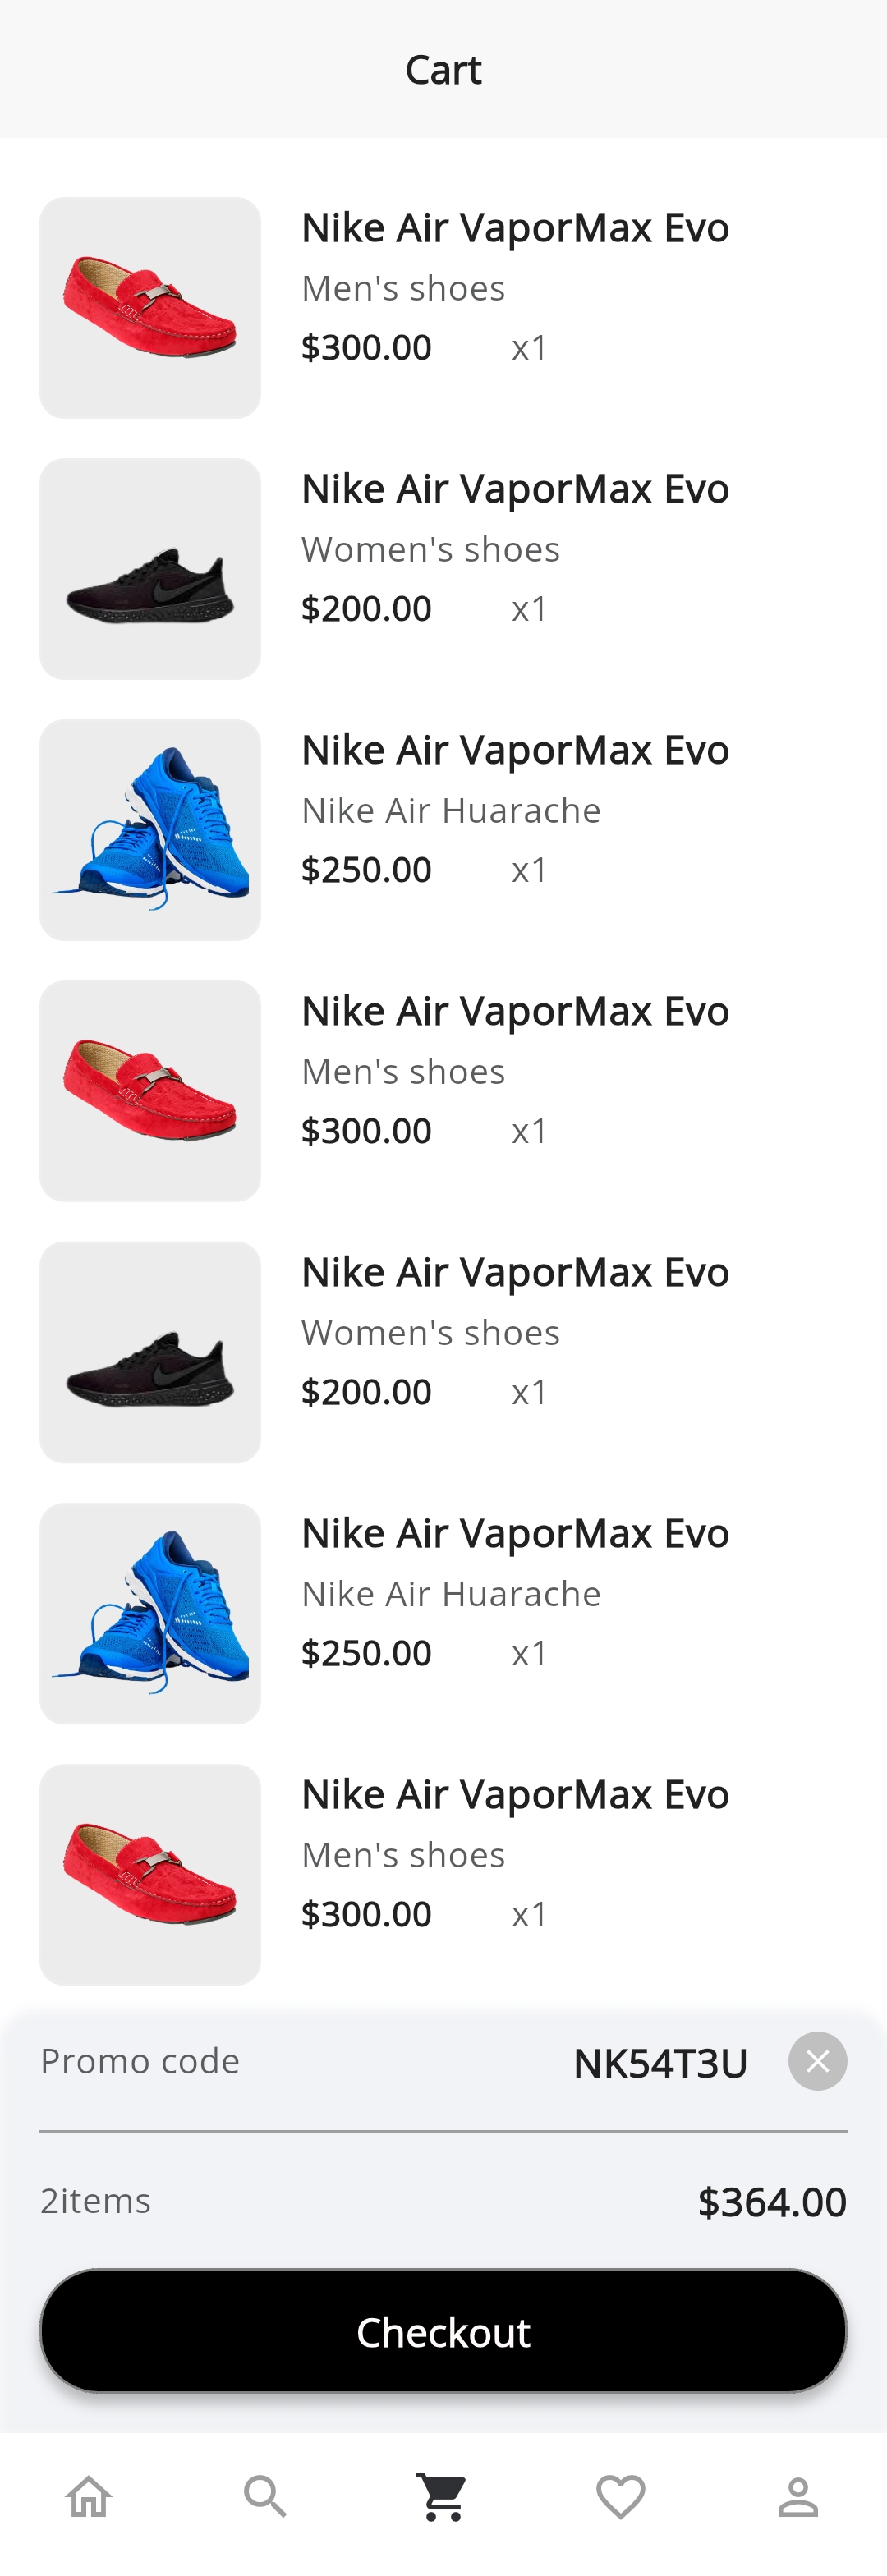 Cart
Nike Air VaporMax Evo
Men's shoes
$300.00 x1
Nike Air VaporMax Evo
Women's shoes
$200.00 x1
Nike Air VaporMax Evo
Nike Air Huarache
$250.00 x1
Nike Air VaporMax Evo
Men's shoes
$300.00 x1
Nike Air VaporMax Evo
Women's shoes
$200.00 x1
Nike Air VaporMax Evo
Nike Air Huarache
$250.00 x1
Nike Air VaporMax Evo
Men's shoes
$300.00 x1
Promo code NK54T3U
2items $364.00
Checkout